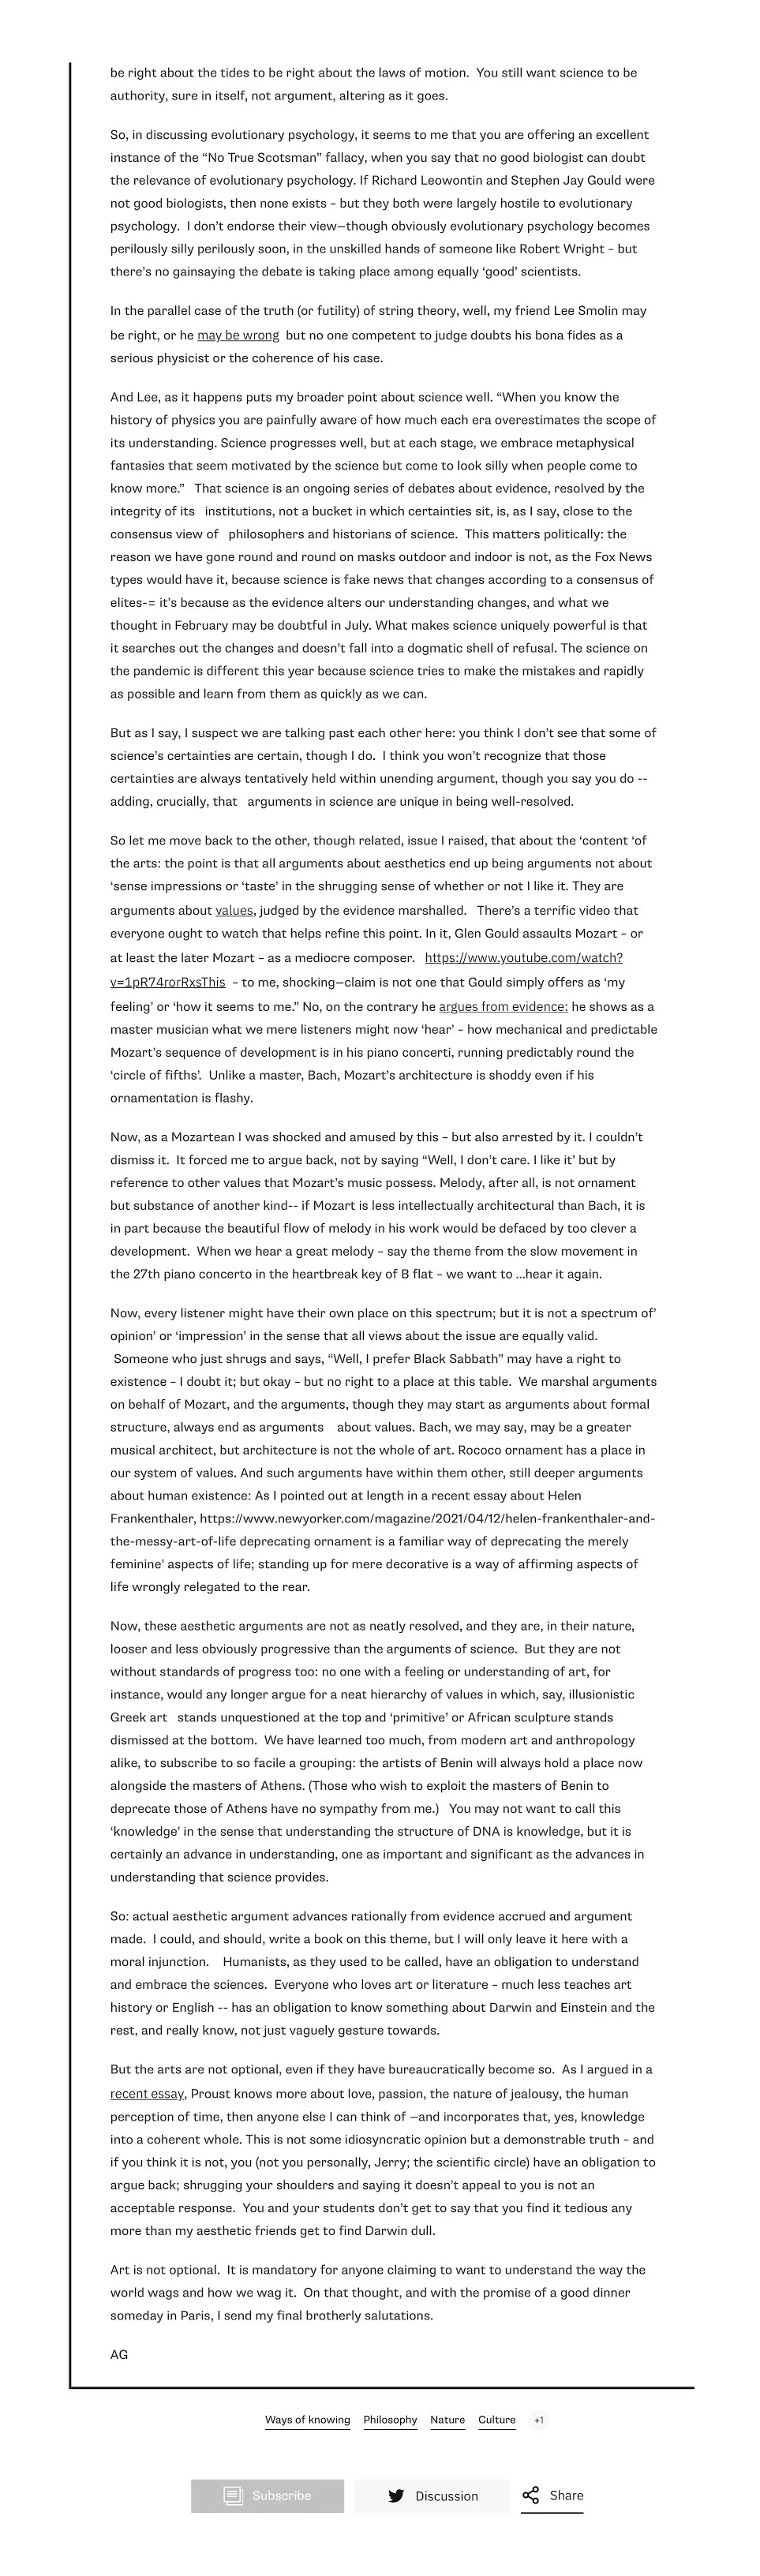 be right about the tides to be right about the laws of motion.  You still want science to be
authority, sure in itself, not argument, altering as it goes.
So, in discussing evolutionary psychology, it seems to me that you are offering an excellent
instance of the “No True Scotsman” fallacy, when you say that no good biologist can doubt
the relevance of evolutionary psychology. If Richard Leowontin and Stephen Jay Gould were
not good biologists, then none exists – but they both were largely hostile to evolutionary
psychology.  I don’t endorse their view—though obviously evolutionary psychology becomes
perilously silly perilously soon, in the unskilled hands of someone like Robert Wright – but
there’s no gainsaying the debate is taking place among equally ‘good’ scientists.
In the parallel case of the truth (or futility) of string theory, well, my friend Lee Smolin may
be right, or he may be wrong  but no one competent to judge doubts his bona fides as a
serious physicist or the coherence of his case.
And Lee, as it happens puts my broader point about science well. “When you know the
history of physics you are painfully aware of how much each era overestimates the scope of
its understanding. Science progresses well, but at each stage, we embrace metaphysical
fantasies that seem motivated by the science but come to look silly when people come to
know more.”   That science is an ongoing series of debates about evidence, resolved by the
integrity of its   institutions, not a bucket in which certainties sit, is, as I say, close to the
consensus view of   philosophers and historians of science.  This matters politically: the
reason we have gone round and round on masks outdoor and indoor is not, as the Fox News
types would have it, because science is fake news that changes according to a consensus of
elites-= it’s because as the evidence alters our understanding changes, and what we
thought in February may be doubtful in July. What makes science uniquely powerful is that
it searches out the changes and doesn’t fall into a dogmatic shell of refusal. The science on
the pandemic is different this year because science tries to make the mistakes and rapidly
as possible and learn from them as quickly as we can.
But as I say, I suspect we are talking past each other here: you think I don’t see that some of
science’s certainties are certain, though I do.  I think you won’t recognize that those
certainties are always tentatively held within unending argument, though you say you do --
adding, crucially, that   arguments in science are unique in being well-resolved.
So let me move back to the other, though related, issue I raised, that about the ‘content ‘of
the arts: the point is that all arguments about aesthetics end up being arguments not about
‘sense impressions or ‘taste’ in the shrugging sense of whether or not I like it. They are
arguments about values, judged by the evidence marshalled.   There’s a terrific video that
everyone ought to watch that helps refine this point. In it, Glen Gould assaults Mozart – or
at least the later Mozart – as a mediocre composer.   https://www.youtube.com/watch?
v=1pR74rorRxsThis  – to me, shocking—claim is not one that Gould simply offers as ‘my
feeling’ or ‘how it seems to me.” No, on the contrary he argues from evidence: he shows as a
master musician what we mere listeners might now ‘hear’ – how mechanical and predictable
Mozart’s sequence of development is in his piano concerti, running predictably round the
‘circle of fifths’.  Unlike a master, Bach, Mozart’s architecture is shoddy even if his
ornamentation is flashy.
Now, as a Mozartean I was shocked and amused by this – but also arrested by it. I couldn’t
dismiss it.  It forced me to argue back, not by saying “Well, I don’t care. I like it’ but by
reference to other values that Mozart’s music possess. Melody, after all, is not ornament
but substance of another kind-- if Mozart is less intellectually architectural than Bach, it is
in part because the beautiful flow of melody in his work would be defaced by too clever a
development.  When we hear a great melody – say the theme from the slow movement in
the 27th piano concerto in the heartbreak key of B flat – we want to ...hear it again.
Now, every listener might have their own place on this spectrum; but it is not a spectrum of’
opinion’ or ‘impression’ in the sense that all views about the issue are equally valid.
Someone who just shrugs and says, “Well, I prefer Black Sabbath” may have a right to
existence – I doubt it; but okay – but no right to a place at this table.  We marshal arguments
on behalf of Mozart, and the arguments, though they may start as arguments about formal
structure, always end as arguments    about values. Bach, we may say, may be a greater
musical architect, but architecture is not the whole of art. Rococo ornament has a place in
our system of values. And such arguments have within them other, still deeper arguments
about human existence: As I pointed out at length in a recent essay about Helen
Frankenthaler, https://www.newyorker.com/magazine/2021/04/12/helen-frankenthaler-and-
the-messy-art-of-life deprecating ornament is a familiar way of deprecating the merely
feminine’ aspects of life; standing up for mere decorative is a way of affirming aspects of
life wrongly relegated to the rear.
Now, these aesthetic arguments are not as neatly resolved, and they are, in their nature,
looser and less obviously progressive than the arguments of science.  But they are not
without standards of progress too: no one with a feeling or understanding of art, for
instance, would any longer argue for a neat hierarchy of values in which, say, illusionistic
Greek art   stands unquestioned at the top and ‘primitive’ or African sculpture stands
dismissed at the bottom.  We have learned too much, from modern art and anthropology
alike, to subscribe to so facile a grouping: the artists of Benin will always hold a place now
alongside the masters of Athens. (Those who wish to exploit the masters of Benin to
deprecate those of Athens have no sympathy from me.)   You may not want to call this
‘knowledge’ in the sense that understanding the structure of DNA is knowledge, but it is
certainly an advance in understanding, one as important and significant as the advances in
understanding that science provides.
So: actual aesthetic argument advances rationally from evidence accrued and argument
made.  I could, and should, write a book on this theme, but I will only leave it here with a
moral injunction.    Humanists, as they used to be called, have an obligation to understand
and embrace the sciences.  Everyone who loves art or literature – much less teaches art
history or English -- has an obligation to know something about Darwin and Einstein and the
rest, and really know, not just vaguely gesture towards.
But the arts are not optional, even if they have bureaucratically become so.  As I argued in a
recent essay, Proust knows more about love, passion, the nature of jealousy, the human
perception of time, then anyone else I can think of —and incorporates that, yes, knowledge
into a coherent whole. This is not some idiosyncratic opinion but a demonstrable truth – and
if you think it is not, you (not you personally, Jerry; the scientific circle) have an obligation to
argue back; shrugging your shoulders and saying it doesn’t appeal to you is not an
acceptable response.  You and your students don’t get to say that you find it tedious any
more than my aesthetic friends get to find Darwin dull.
Art is not optional.  It is mandatory for anyone claiming to want to understand the way the
world wags and how we wag it.  On that thought, and with the promise of a good dinner
someday in Paris, I send my final brotherly salutations.
AG
Ways of knowing Philosophy Nature Culture +1
Subscribe Discussion Share